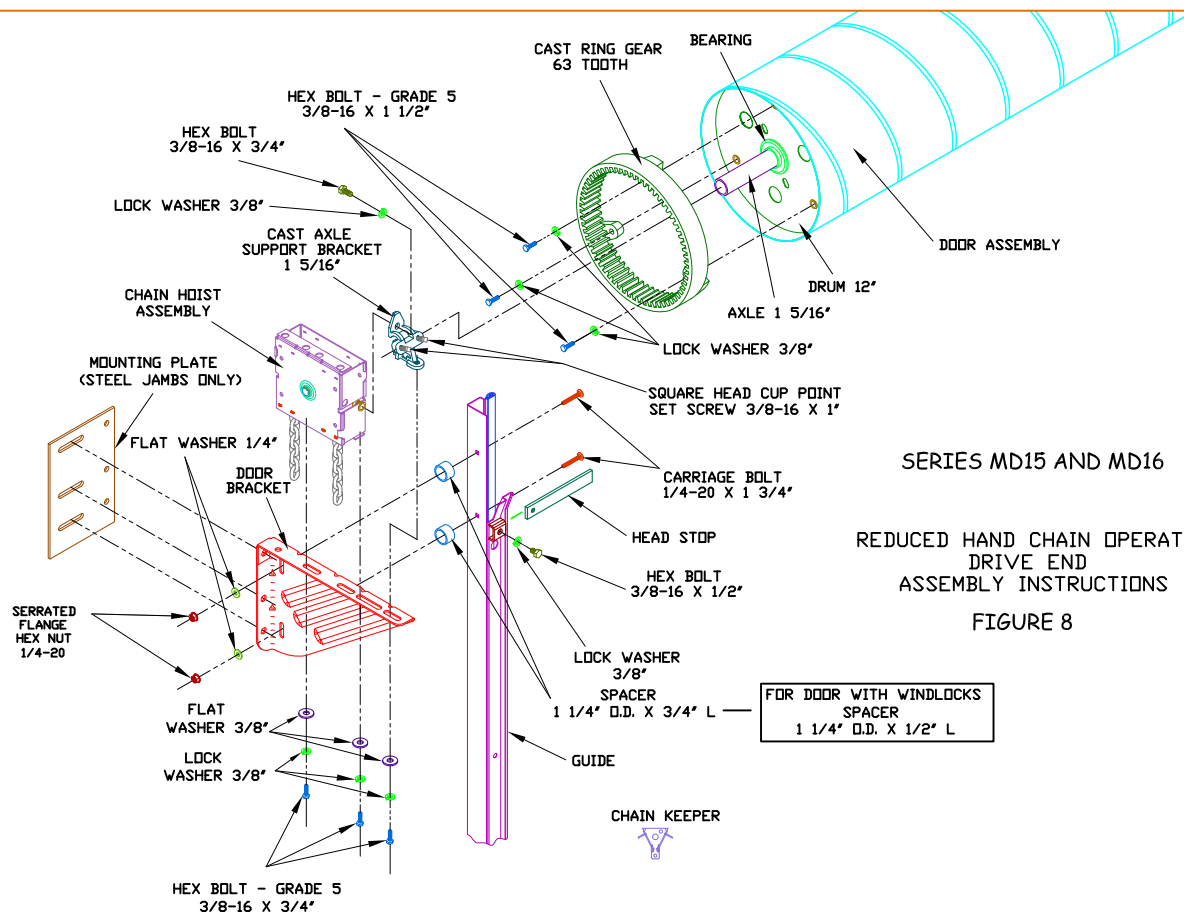 BEARING
CAST RING GEAR
63 TOOTH
HEX BOLT - GRADE 5
3/8-16 X 1 1/2"
HEX BOLT
3/8-16 X 3/4"
LOCK WASHER 3/8"
CAST AXLE
SUPPORT BRACKET
1 5/16"
DOOR ASSEMBLY
DRUM 12"
AXLE 1 5/16"
CHAIN HOIST
ASSEMBLY
LOCK WASHER 3/8"
MOUNTING PLATE
(STEEL JAMBS ONLY)
SQUARE HEAD CUP POINT
SET SCREW 3/8-16 X 1"
FLAT WASHER 1/4"
DOOR
BRACKET
CARRIAGE BOLT
1/4-20 X 1 3/4"
SERIES MD15 AND MD16
HEAD STOP
REDUCED HAND CHAIN OPERAT
DRIVE END
ASSEMBLY INSTRUCTIONS
FIGURE 8
HEX BOLT
3/8-16 X 1/2"
SERRATED
FLANGE
HEX NUT
1/4-20
LOCK WASHER
3/8"
SPACER
1 1/4" O.D. X 3/4" L
FOR DOOR WITH WINDLOCKS
SPACER
1 1/4" O.D. X 1/2" L
FLAT
WASHER 3/8"
LOCK
WASHER 3/8"
GUIDE
CHAIN KEEPER
HEX BOLT - GRADE 5
3/8-16 X 3/4"